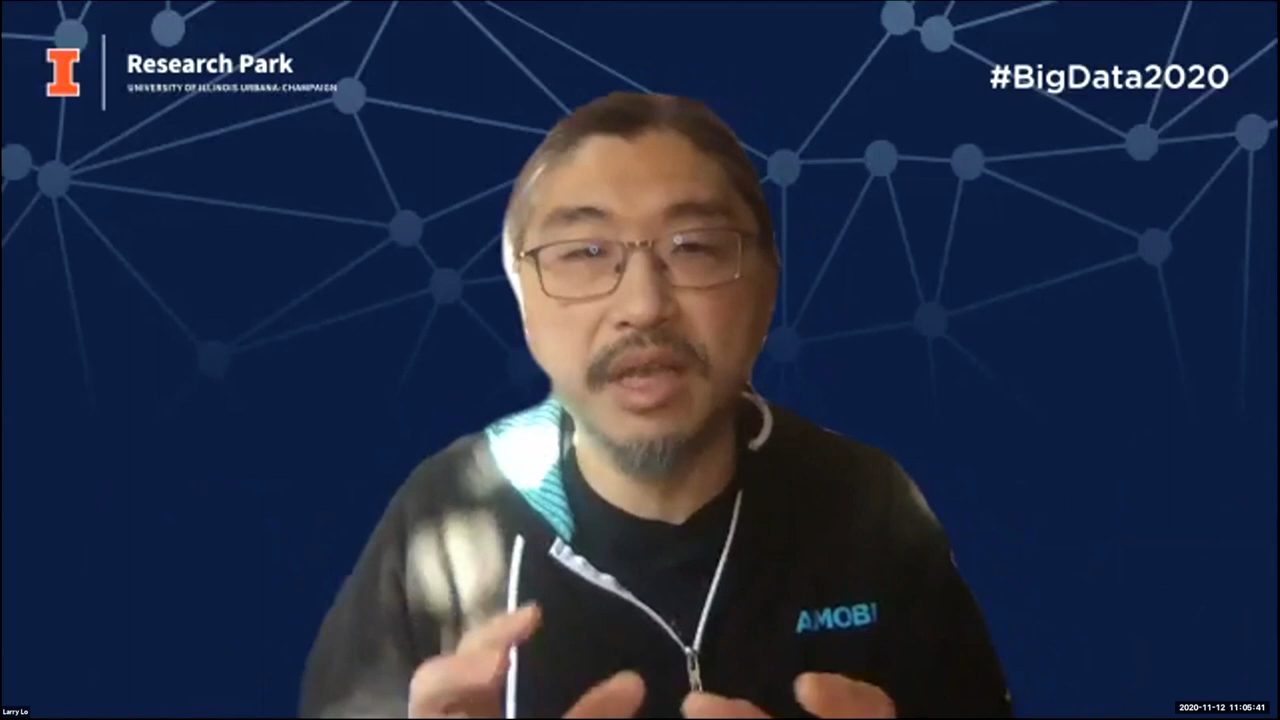 Research Park
UNIVERSITY OF ILLINOIS URBANA-CHAMPAIGN
#BigData2020
AMOBI
Larry Lo
2020-11-12 11:05:41